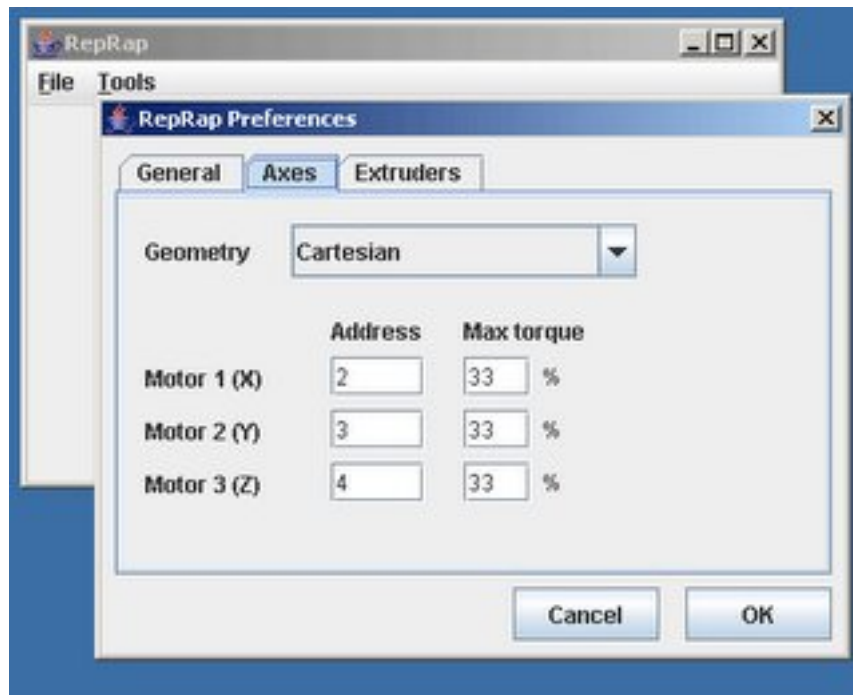 RepRap
File Tools
RepRap Preferences
General Axes Extruders
Geometry Cartesian
Address Max torque
Motor 1 (X) 2 33 %
Motor 2 (Y) 3 33 %
Motor 3 (Z) 4 33 %
Cancel OK